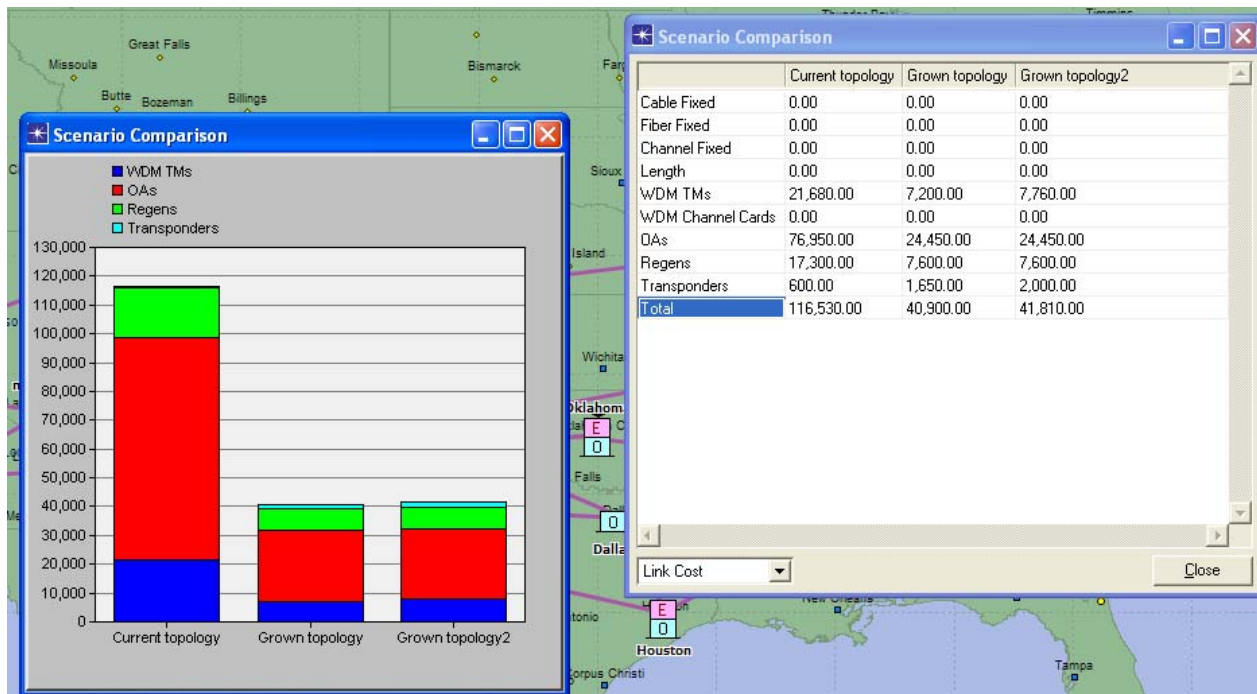 Great Falls
Missoula
Bismarck
Butte
Bozeman
Billings
Scenario Comparison
WDM TMs
OAs
Regens
Transponders
130,000
120,000
110,000
100,000
90,000
80,000
70,000
60,000
50,000
40,000
30,000
20,000
10,000
0
Current topology Grown topology Grown topology2
Sioux
Island
Wichita
Oklahom
E
O
Falls
O
Dalla
E
O
Houston
tonio
Corpus Christi
Tampa
Scenario Comparison
Current topology Grown topology Grown topology2
Cable Fixed 0.00 0.00 0.00
Fiber Fixed 0.00 0.00 0.00
Channel Fixed 0.00 0.00 0.00
Length 0.00 0.00 0.00
WDM TMs 21,680.00 7,200.00 7,760.00
WDM Channel Cards 0.00 0.00 0.00
OAs 76,950.00 24,450.00 24,450.00
Regens 17,300.00 7,600.00 7,600.00
Transponders 600.00 1,650.00 2,000.00
Total 116,530.00 40,900.00 41,810.00
Link Cost
Close